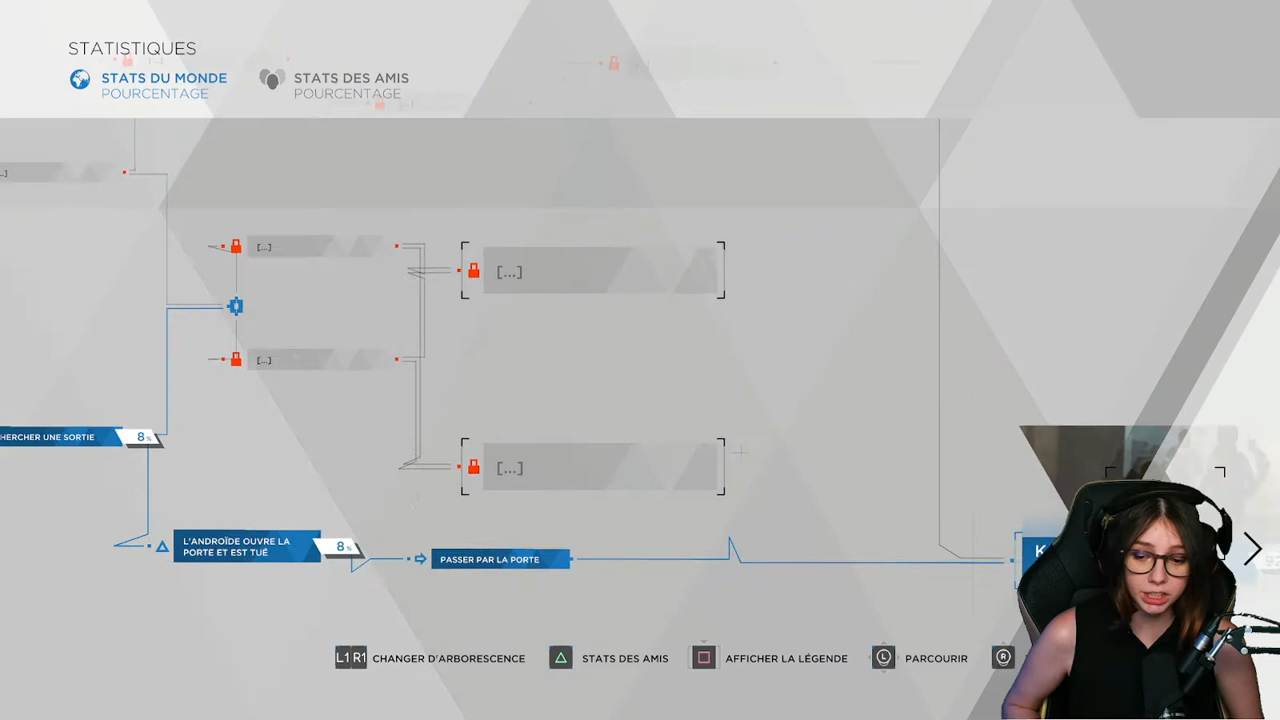 STATISTIQUES
STATS DU MONDE
POURCENTAGE
STATS DES AMIS
POURCENTAGE
...]
[...]
[...]
[...]
HERCHER UNE SORTIE
8%
[...]
L'ANDROÏDE OUVRE LA
PORTE ET EST TUÉ
8%
PASSER PAR LA PORTE
K
L1 R1 CHANGER D'ARBORESCENCE
STATS DES AMIS
AFFICHER LA LÉGENDE
L PARCOURIR
R